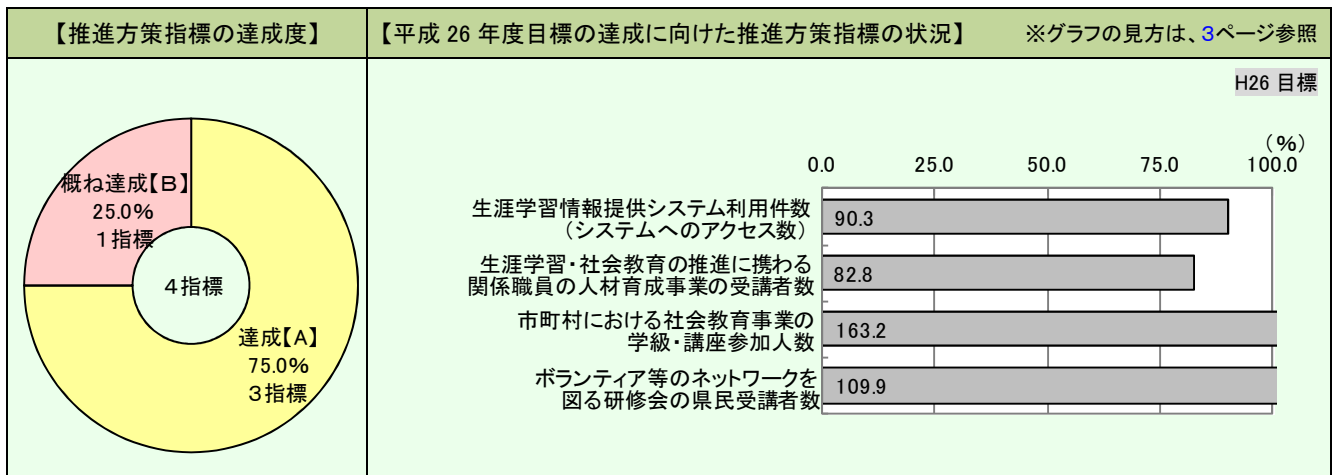 【推進方策指標の達成度】
【平成 26 年度目標の達成に向けた推進方策指標の状況】 ※グラフの見方は、3ページ参照
概ね達成【B】
25.0%
1指標
4指標
達成【A】
75.0%
3指標
H26 目標
(%)
0.0 25.0 50.0 75.0 100.0
生涯学習情報提供システム利用件数
(システムへのアクセス数)
90.3
生涯学習・社会教育の推進に携わる
関係職員の人材育成事業の受講者数
82.8
市町村における社会教育事業の
学級・講座参加人数
163.2
ボランティア等のネットワークを
図る研修会の県民受講者数
109.9